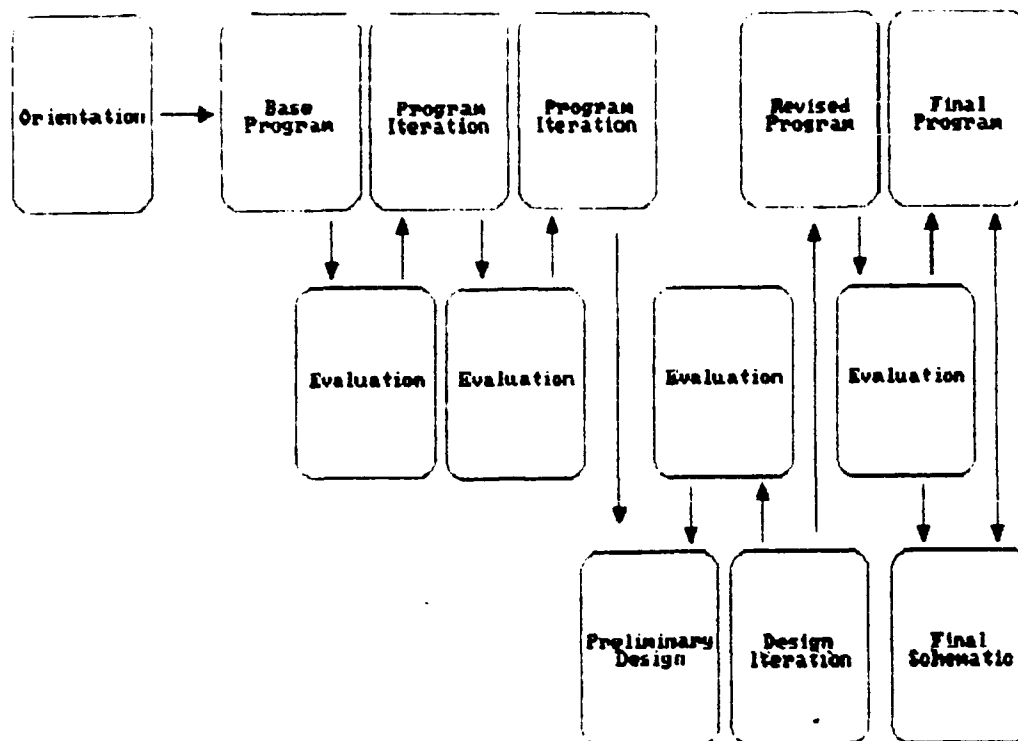 Orientation
Base
Program
Program
Iteration
Program
Iteration
Revised
Program
Final
Program
Evaluation
Evaluation
Evaluation
Evaluation
Preliminary
Design
Design
Iteration
Final
Schematic